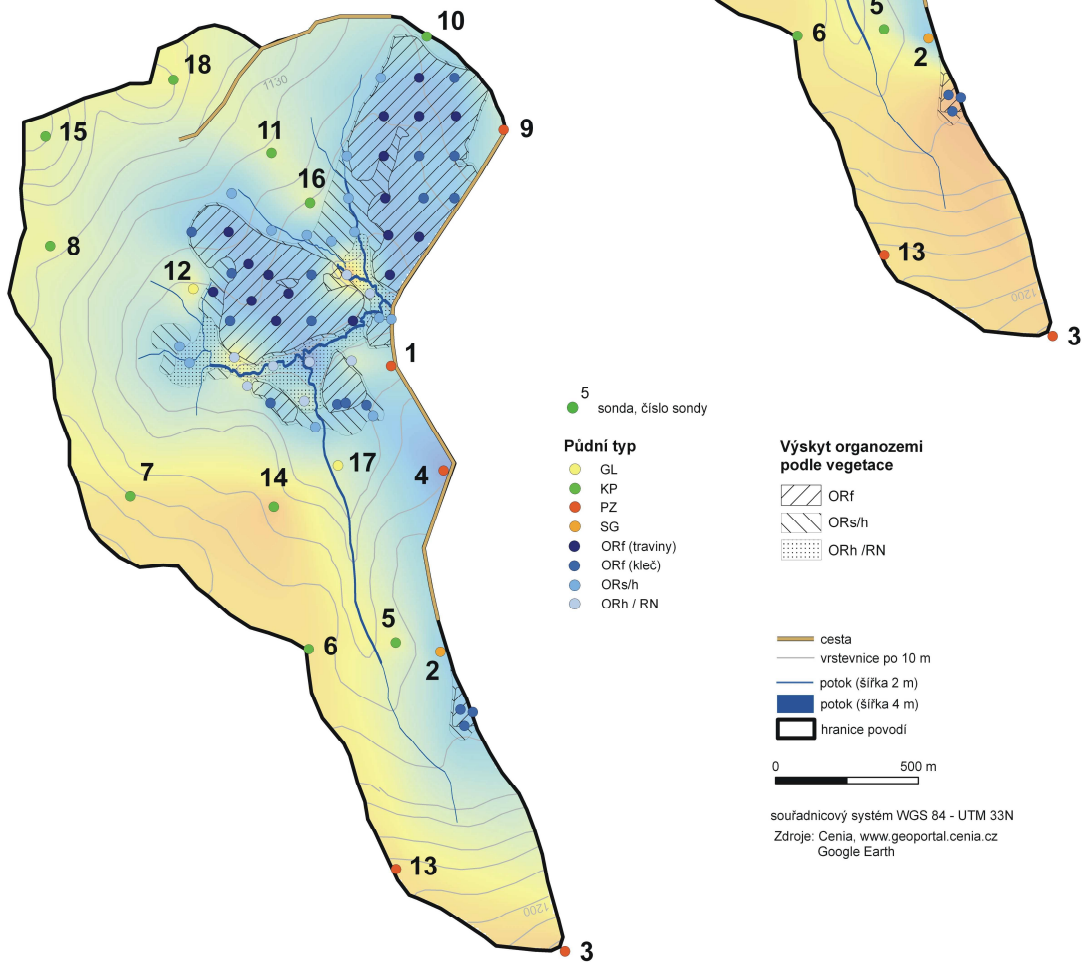 10
18
1130
15
11
9
16
8
12
1
7
14
17
4
5
6
2
13
1200
3
5
6
2
13
1200
3
5
sonda, číslo sondy
Půdní typ
GL
KP
PZ
SG
ORf (traviny)
ORf (kleč)
ORs/h
ORh / RN
Výskyt organozemi
podle vegetace
ORf
ORs/h
ORh /RN
cesta
vrstevnice po 10 m
potok (šířka 2 m)
potok (šířka 4 m)
hranice povodí
0 500 m
souřadnicový systém WGS 84 - UTM 33N
Zdroje: Cenia, www.geoportal.cenia.cz
Google Earth